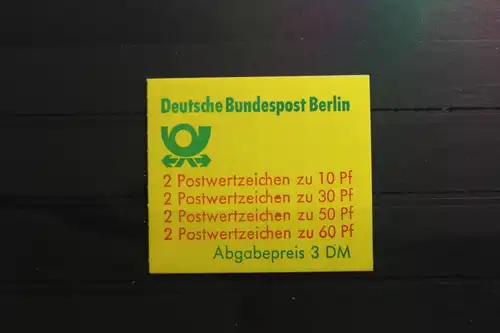 Deutsche Bundespost Berlin
2 Postwertzeichen zu 10 Pf
2 Postwertzeichen zu 30 Pf
2 Postwertzeichen zu 50 Pf
2 Postwertzeichen zu 60 Pf
Abgabepreis 3 DM